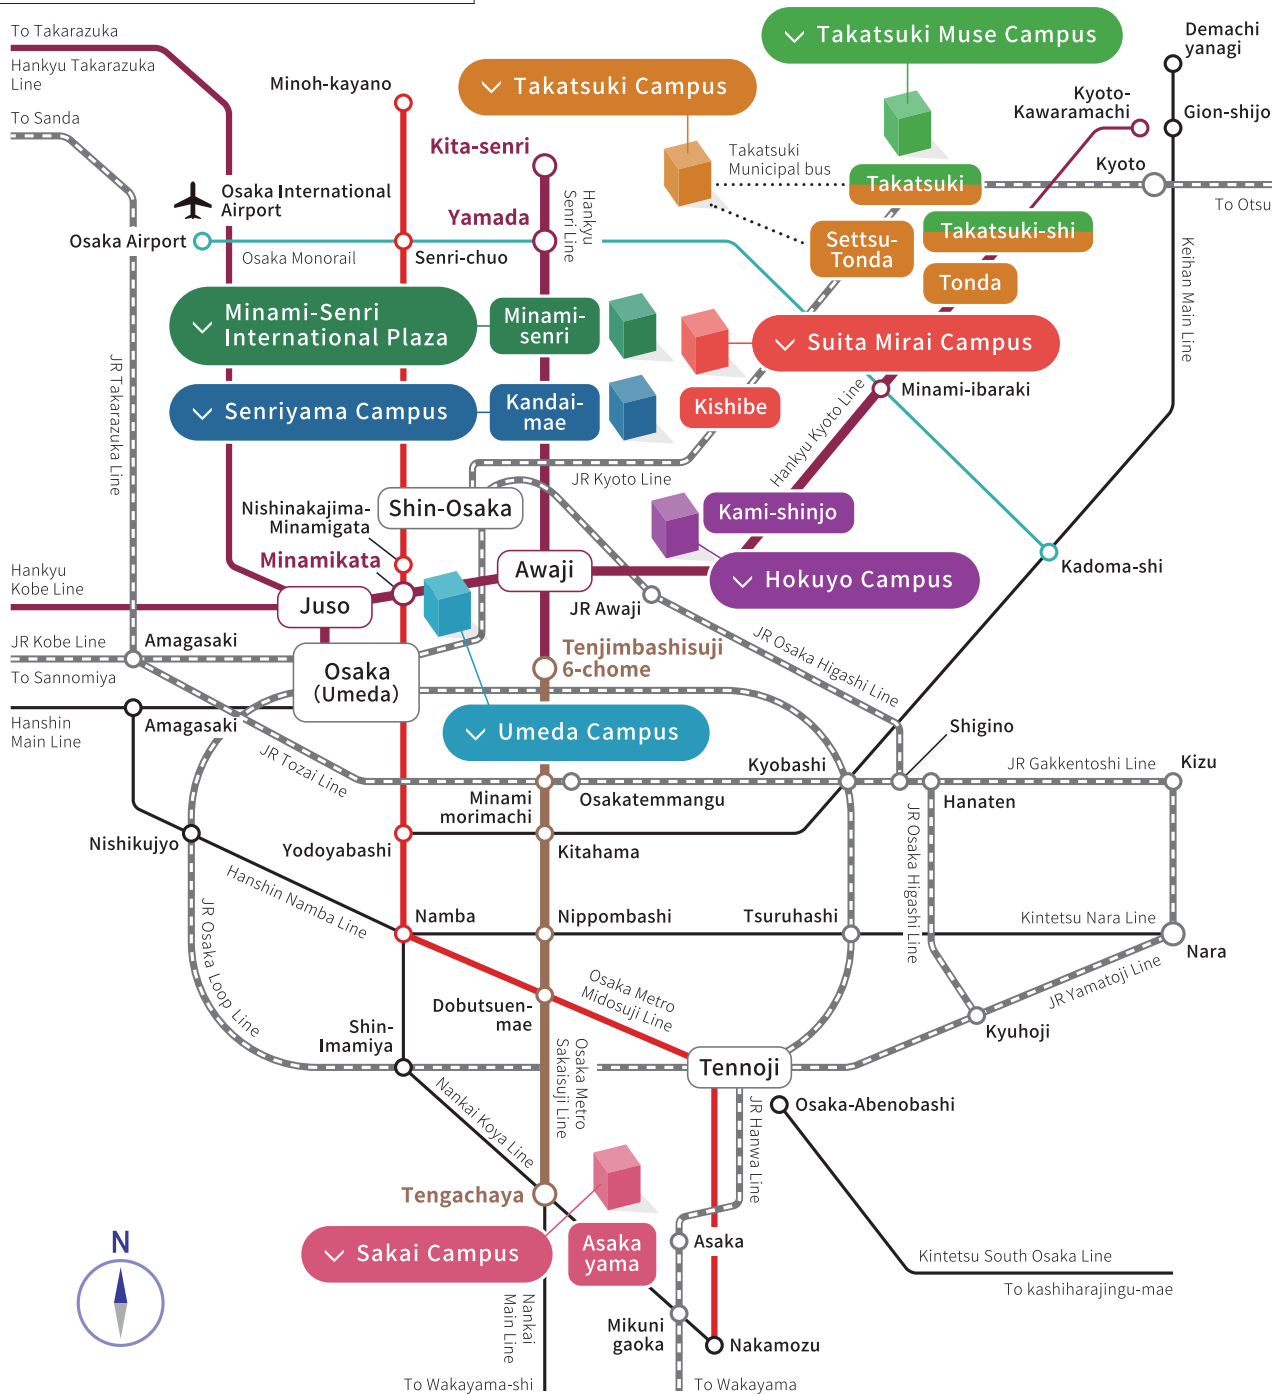 To Takarazuka
Hankyu Takarazuka
Line
To Sanda
Minoh-kayano
Takatsuki Campus
Takatsuki Muse Campus
Demachi
yanagi
Kyoto-
Kawaramachi
Gion-shijo
Kyoto
To Otsu
Kita-senri
Takatsuki
Municipal bus
Takatsuki
Osaka International
Airport
Yamada
Hankyu
Senri Line
Settsu-
Tonda
Takatsuki-shi
Tonda
Osaka Airport
Osaka Monorail
Senri-chuo
Keihan Main Line
Minami-Senri
International Plaza
Minami-
senri
Suita Mirai Campus
JR Takarazuka Line
Senriyama Campus
Kandai-
mae
Kishibe
Minami-ibaraki
Hankyu Kyoto Line
JR Kyoto Line
Nishinakajima-
Minamigata
Shin-Osaka
Kami-shinjo
Minamikata
Awaji
Hokuyo Campus
Kadoma-shi
Hankyu
Kobe Line
Juso
JR Awaji
JR Osaka Higashi Line
JR Kobe Line
Amagasaki
To Sannomiya
Osaka
(Umeda)
Tenjimbashisuji
6-chome
Hanshin
Main Line
Amagasaki
Umeda Campus
Shigino
JR Tozai Line
Kyobashi
JR Gakkentoshi Line
Kizu
Minami
morimachi
Osakatemmangu
Hanaten
Nishikujyo
Yodoyabashi
Kitahama
JR Osaka Higashi Line
Hanshin Namba Line
JR Osaka Loop Line
Namba
Nippombashi
Tsuruhashi
Kintetsu Nara Line
Nara
Osaka Metro
Midosuji Line
JR Yamatoji Line
Dobutsuen-
mae
Shin-
Imamiya
Kyuhoji
Osaka Metro
Sakaisuji Line
Tennoji
Nankai Koya Line
JR Hanwa Line
Osaka-Abenobashi
Tengachaya
Sakai Campus
Asaka
yama
Asaka
N
Kintetsu South Osaka Line
To kashiharajingu-mae
Nankai
Main Line
Mikuni
gaoka
Nakamozu
To Wakayama-shi
To Wakayama